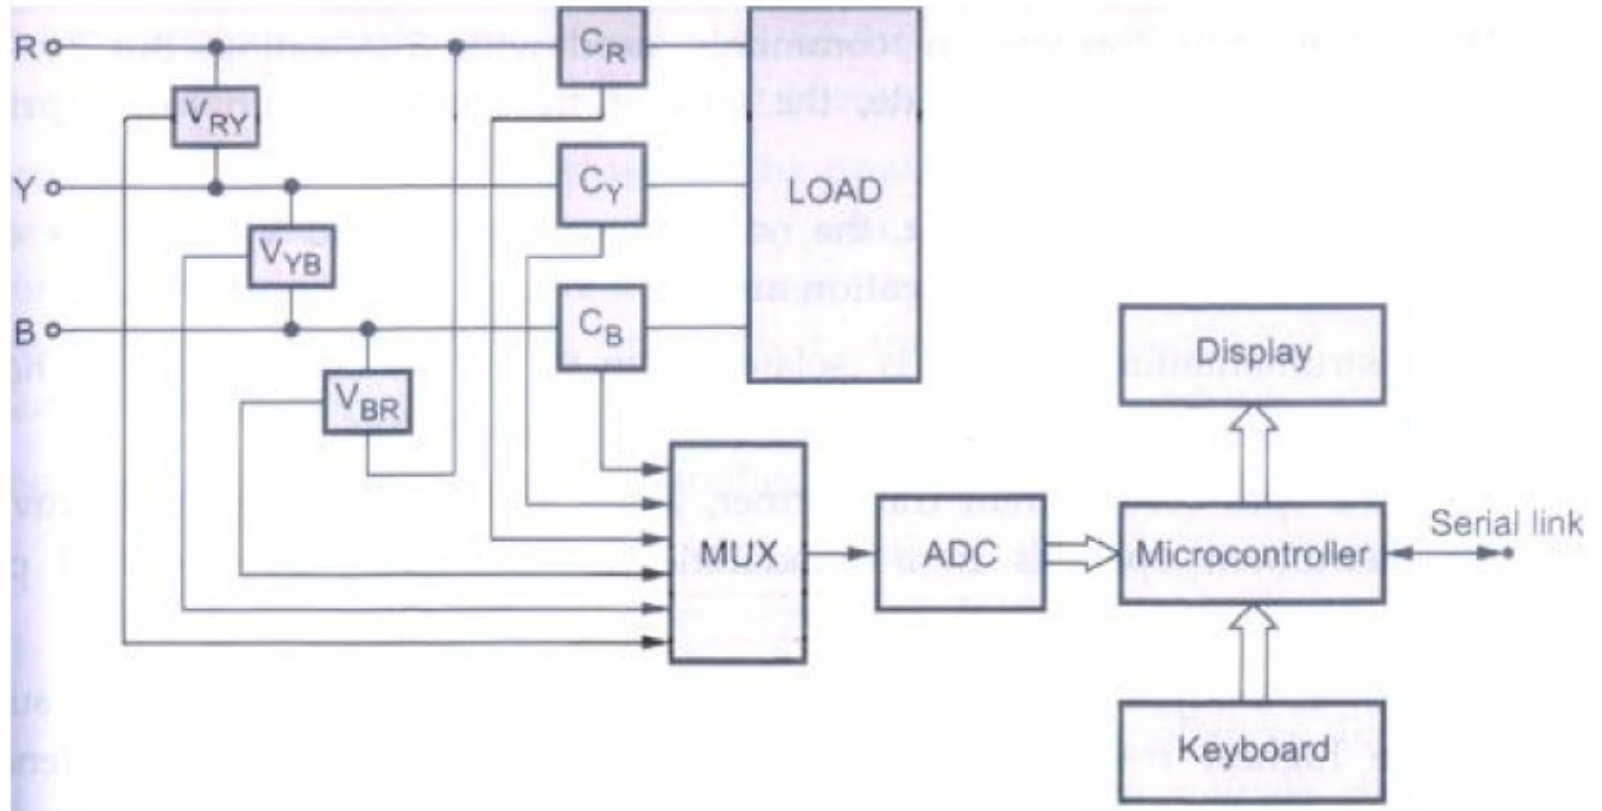 R
C_R
V_RY
Y
C_Y
LOAD
V_YB
B
C_B
Display
V_BR
Serial link
MUX
ADC
Microcontroller
Keyboard